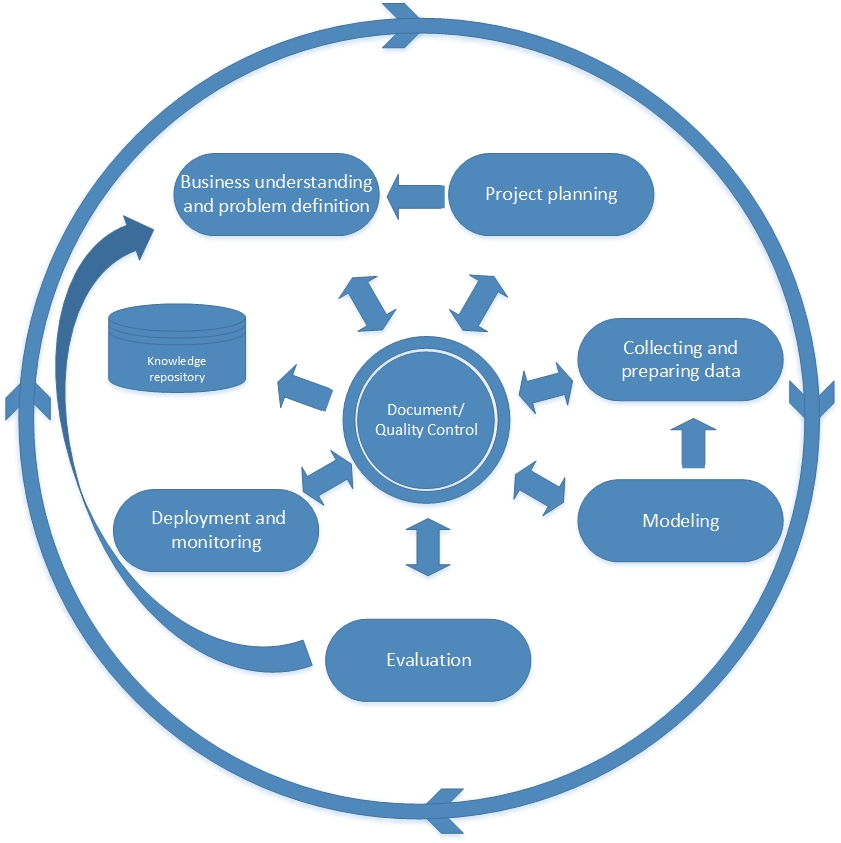 Business understanding
and problem definition
Project planning
Knowledge
repository
Collecting and
preparing data
Document/
Quality Control
Deployment and
monitoring
Modeling
Evaluation